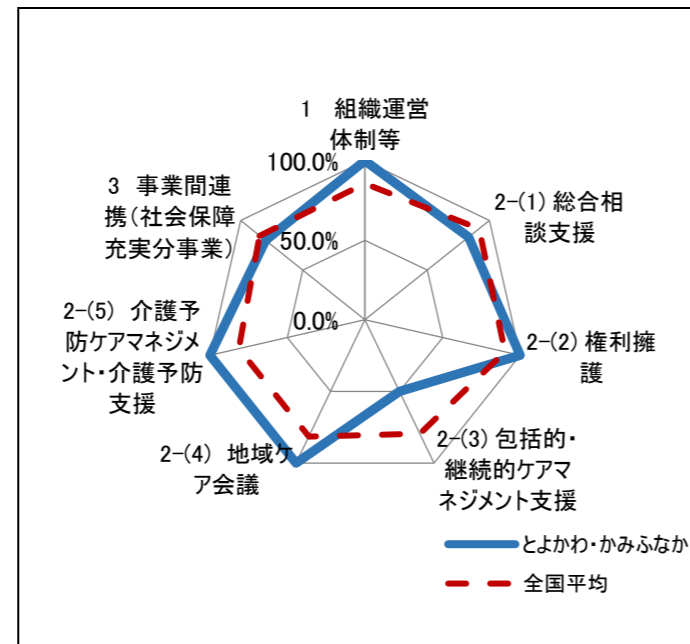 1　組織運営
体制等
100.0%
50.0%
0.0%
2-(1) 総合相
談支援
2-(2) 権利擁
護
2-(3) 包括的・
継続的ケアマ
ネジメント支援
2-(4) 地域ケ
ア会議
2-(5) 介護予
防ケアマネジメ
ント・介護予防
支援
3 事業間連
携(社会保障
充実分事業)
とよかわ・かみふなか
全国平均